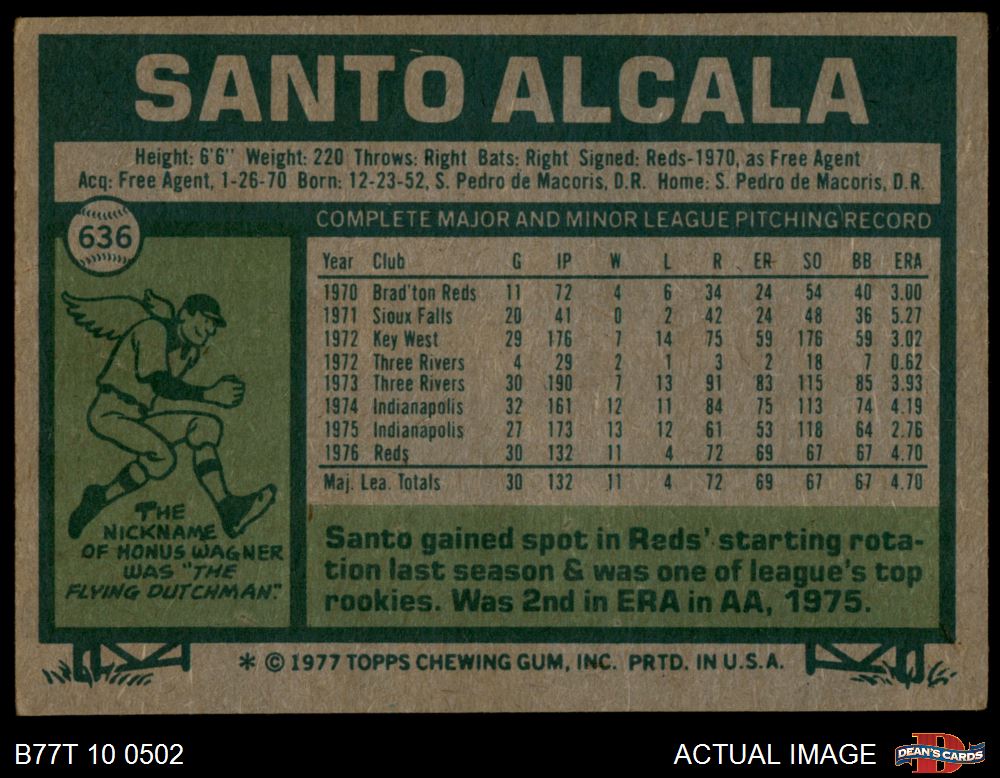 SANTO ALCALA
Height: 6'6" Weight: 220 Throws: Right Bats: Right Signed: Reds-1970, as Free Agent
Acq: Free Agent, 1-26-70 Born: 12-23-52, S. Pedro de Macoris, D.R. Home: S. Pedro de Macoris, D.R.
636
COMPLETE MAJOR AND MINOR LEAGUE PITCHING RECORD
Year Club G IP W L R ER SO BB ERA
1970 Brad'ton Reds 11 72 4 6 34 24 54 40 3.00
1971 Sioux Falls 20 41 0 2 42 24 48 36 5.27
1972 Key West 29 176 7 14 75 59 176 59 3.02
1972 Three Rivers 4 29 2 1 3 2 18 7 0.62
1973 Three Rivers 30 190 7 13 91 83 115 85 3.93
1974 Indianapolis 32 161 12 11 84 75 113 74 4.19
1975 Indianapolis 27 173 13 12 61 53 118 64 2.76
1976 Reds 30 132 11 4 72 69 67 67 4.70
Maj. Lea. Totals 30 132 11 4 72 69 67 67 4.70
THE
NICKNAME
OF HONUS WAGNER
WAS "THE
FLYING DUTCHMAN."
Santo gained spot in Reds' starting rota-
tion last season & was one of league's top
rookies. Was 2nd in ERA in AA, 1975.
* © 1977 TOPPS CHEWING GUM, INC. PRTD. IN U.S.A.
B77T 10 0502
ACTUAL IMAGE
DEAN'S CARDS